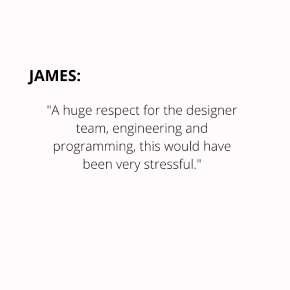 JAMES:
"A huge respect for the designer
team, engineering and
programming, this would have
been very stressful."